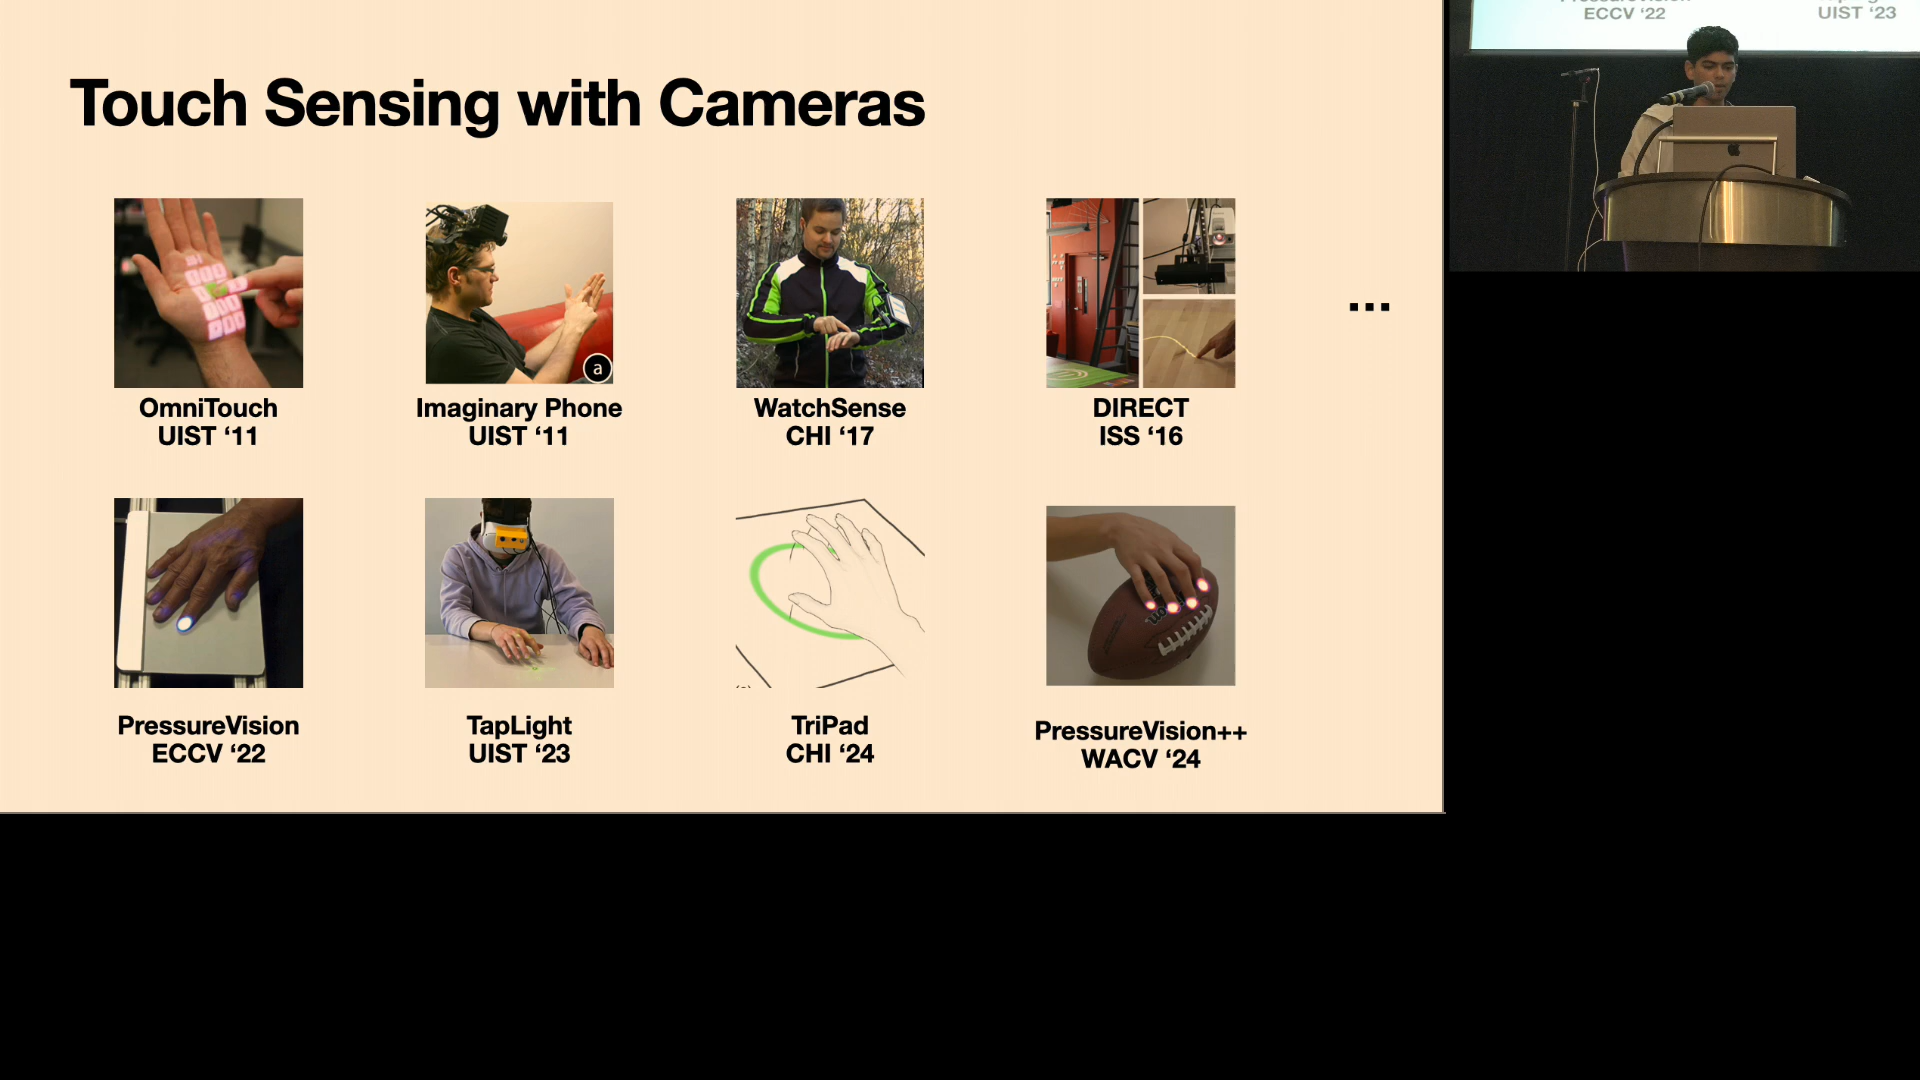 Touch Sensing with Cameras
OmniTouch
UIST ‘11
Imaginary Phone
UIST ‘11
WatchSense
CHI ‘17
DIRECT
ISS ‘16
...
a
PressureVision
ECCV ‘22
TapLight
UIST ‘23
TriPad
CHI ‘24
PressureVision++
WACV ‘24
ECCV ‘22
UIST ‘23